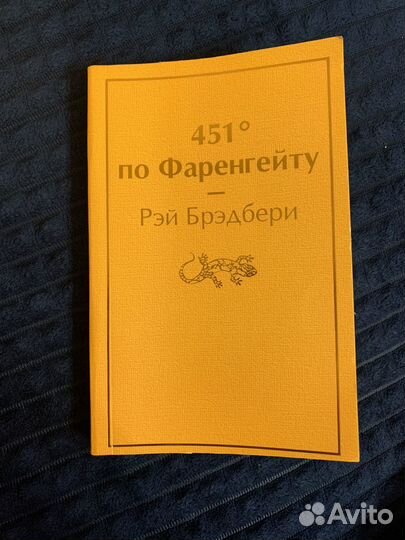 451°
по Фаренгейту
Рэй Брэдбери
Avito